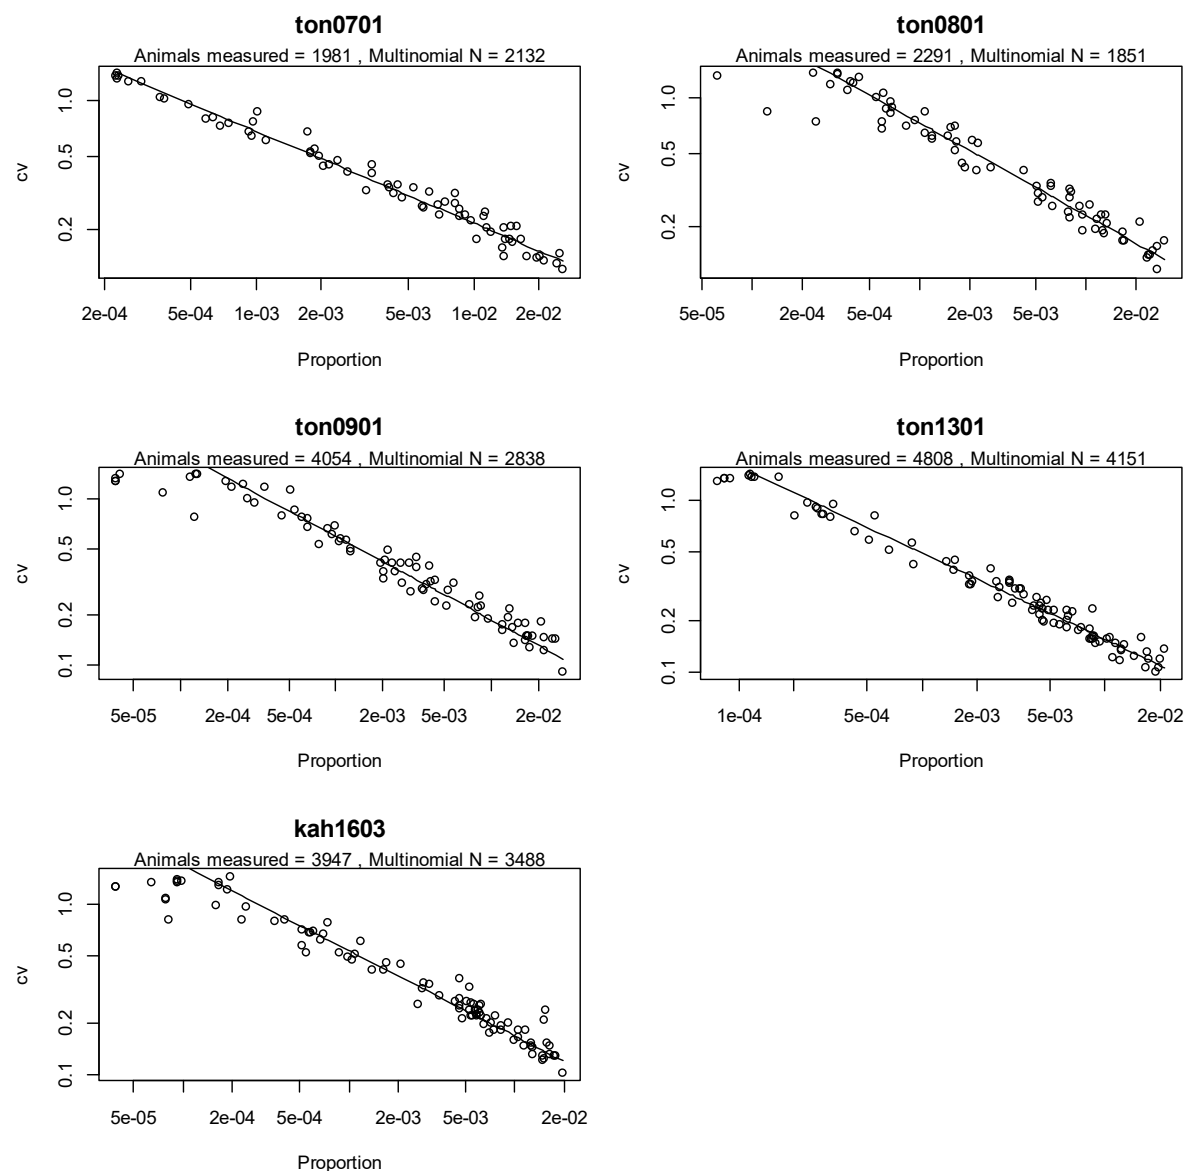 ton0701
Animals measured = 1981 , Multinomial N = 2132
cv
1.0
0.5
0.2
2e-04 5e-04 1e-03 2e-03 5e-03 1e-02 2e-02
Proportion
ton0801
Animals measured = 2291 , Multinomial N = 1851
cv
1.0
0.5
0.2
5e-05 2e-04 5e-04 2e-03 5e-03 2e-02
Proportion
ton0901
Animals measured = 4054 , Multinomial N = 2838
cv
1.0
0.5
0.2
0.1
5e-05 2e-04 5e-04 2e-03 5e-03 2e-02
Proportion
ton1301
Animals measured = 4808 , Multinomial N = 4151
cv
1.0
0.5
0.2
0.1
1e-04 5e-04 2e-03 5e-03 2e-02
Proportion
kah1603
Animals measured = 3947 , Multinomial N = 3488
cv
1.0
0.5
0.2
0.1
5e-05 2e-04 5e-04 2e-03 5e-03 2e-02
Proportion